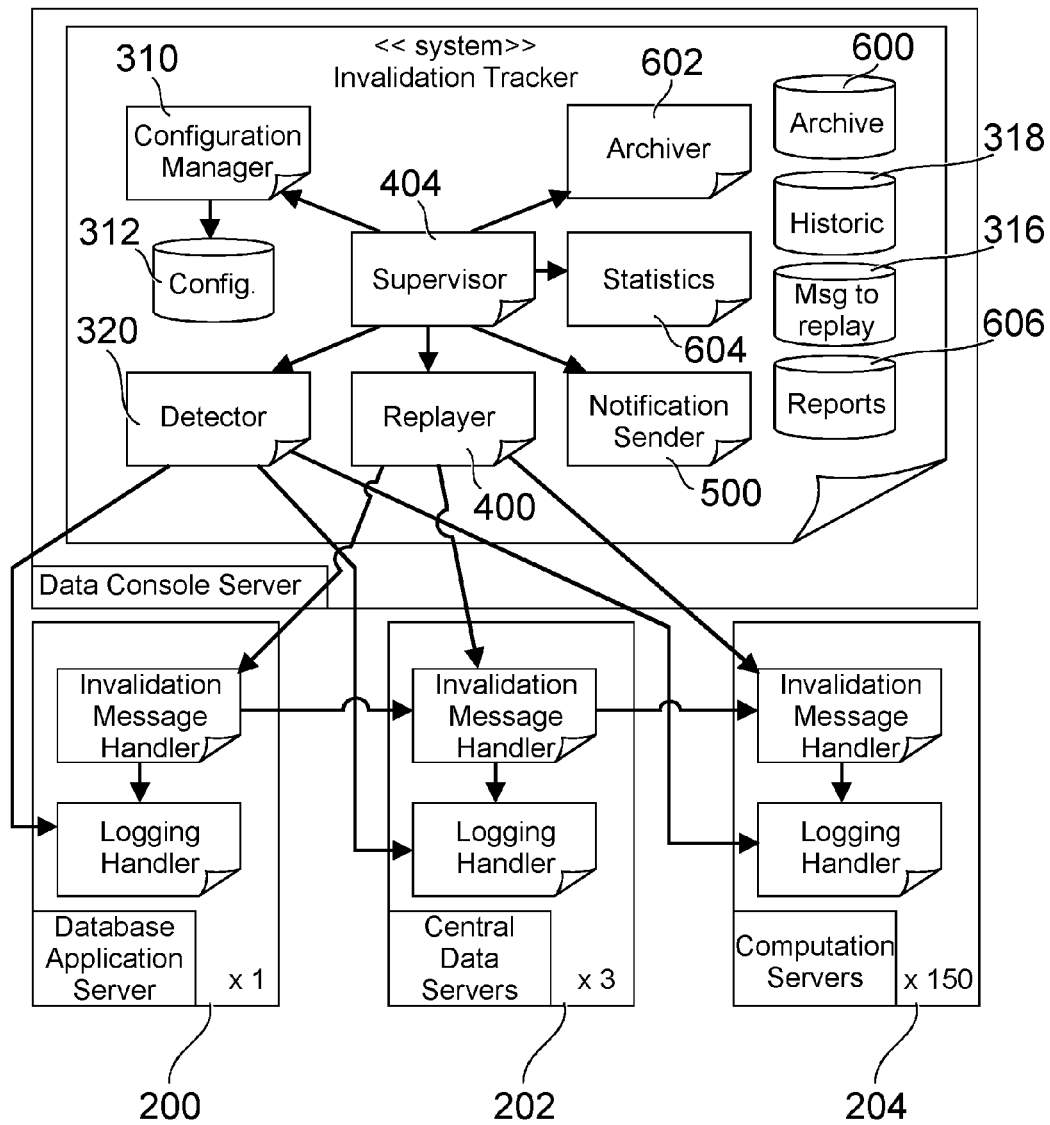 << system>>
Invalidation Tracker
310
602
600
Configuration
Manager
Archiver
Archive
318
404
Historic
312
Config.
Supervisor
Statistics
316
Msg to
replay
320
604
606
Detector
Replayer
Notification
Sender
Reports
400
500
Data Console Server
Invalidation
Message
Handler
Invalidation
Message
Handler
Invalidation
Message
Handler
Logging
Handler
Logging
Handler
Logging
Handler
Database
Application
Server
x 1
Central
Data
Servers
x 3
Computation
Servers
x 150
200
202
204